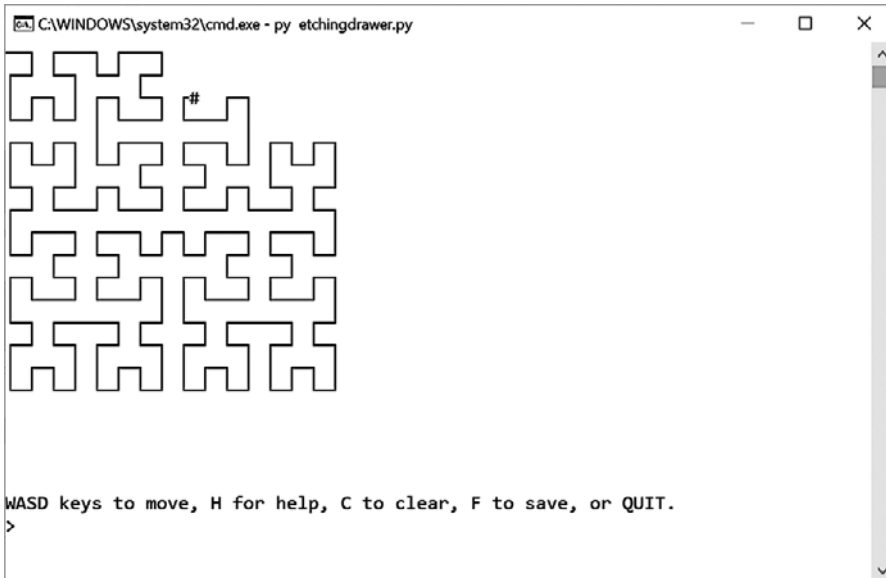 C:\WINDOWS\system32\cmd.exe - py etchingdrawer.py
#
WASD keys to move, H for help, C to clear, F to save, or QUIT.
>